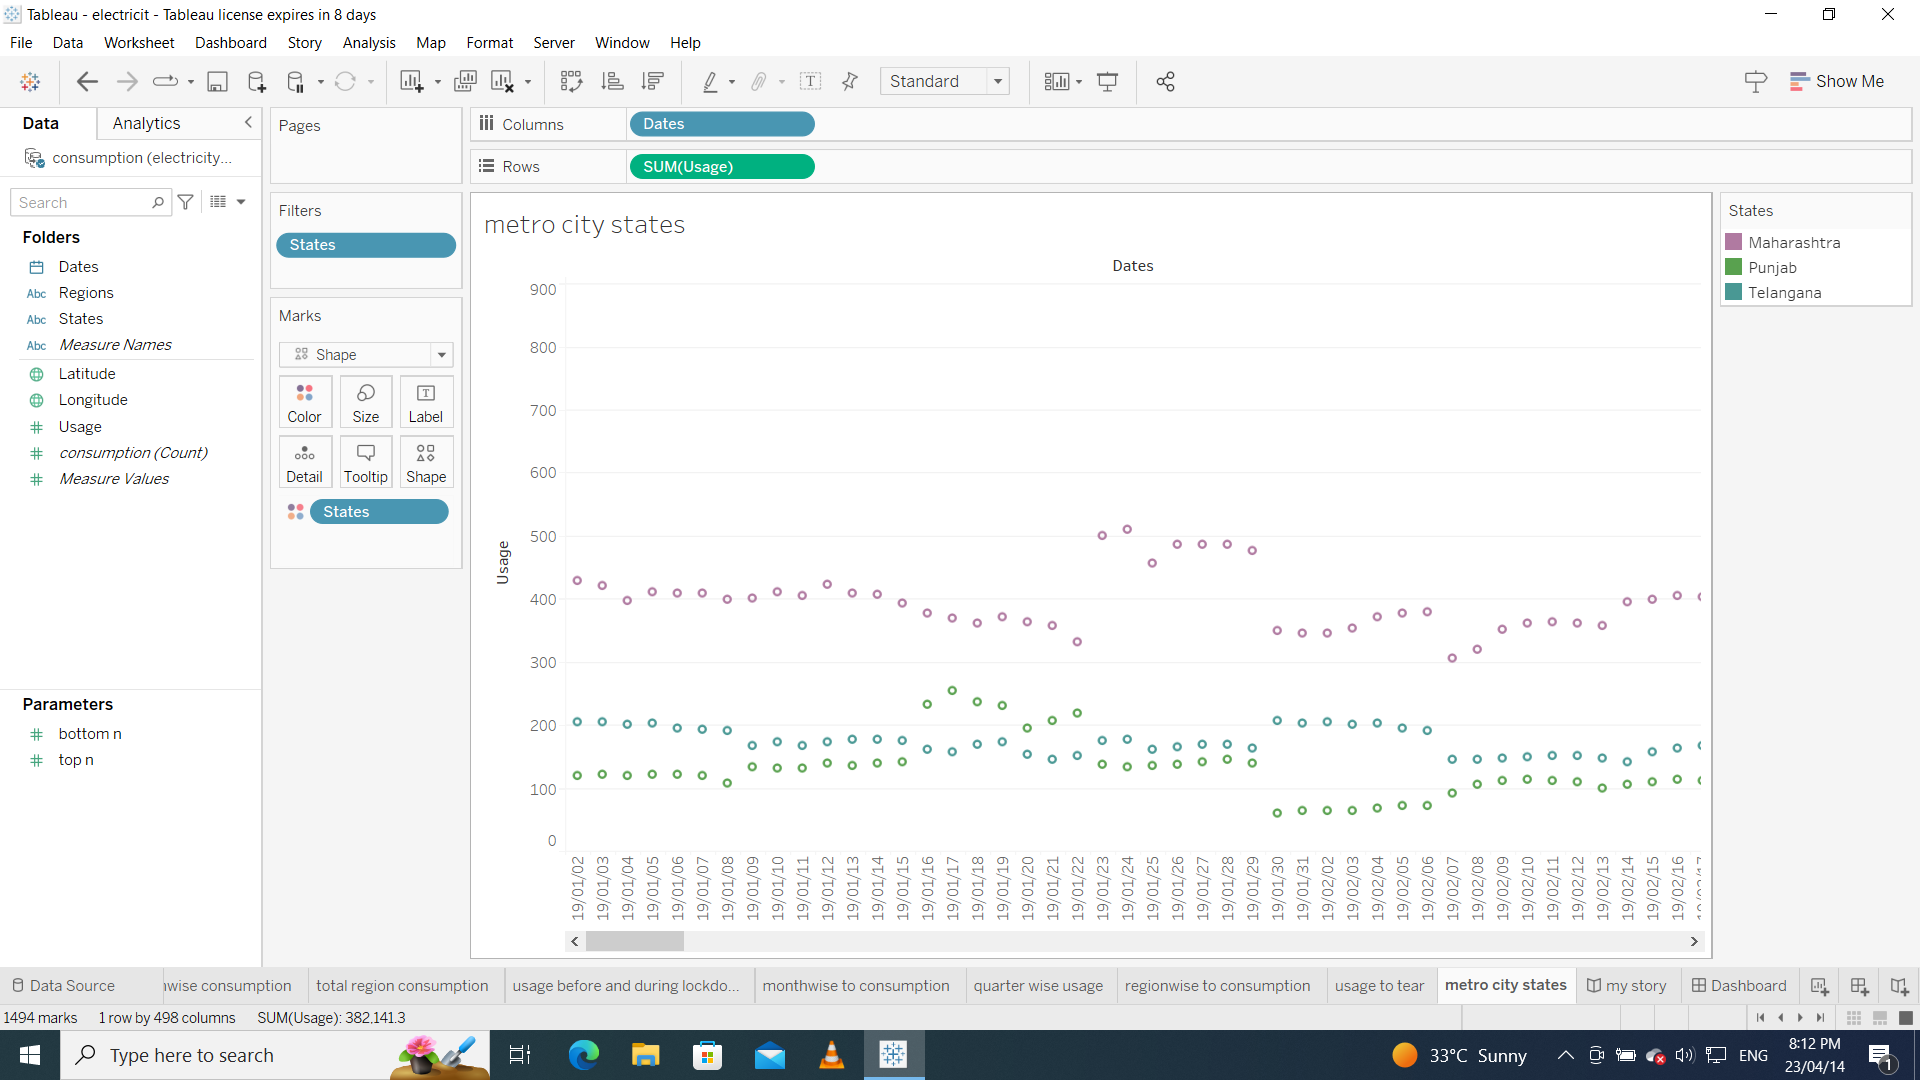 Tableau - electricit - Tableau license expires in 8 days
File Data Worksheet Dashboard Story Analysis Map Format Server Window Help
Standard
Show Me
Data Analytics
consumption (electricity...
Search
Folders
Dates
Abc Regions
Abc States
Abc Measure Names
Latitude
Longitude
Usage
consumption (Count)
Measure Values
Parameters
bottom n
top n
Pages
Filters
States
Marks
Shape
Color Size Label
Detail Tooltip Shape
States
Columns Dates
Rows SUM(Usage)
metro city states
Dates
900
800
700
600
500
400
300
200
100
0
Usage
19/01/02
19/01/03
19/01/04
19/01/05
19/01/06
19/01/07
19/01/08
19/01/09
19/01/10
19/01/11
19/01/12
19/01/13
19/01/14
19/01/15
19/01/16
19/01/17
19/01/18
19/01/19
19/01/20
19/01/21
19/01/22
19/01/23
19/01/24
19/01/25
19/01/26
19/01/27
19/01/28
19/01/29
19/01/30
19/01/31
19/02/02
19/02/03
19/02/04
19/02/05
19/02/06
19/02/07
19/02/08
19/02/09
19/02/10
19/02/11
19/02/12
19/02/13
19/02/14
19/02/15
19/02/16
States
Maharashtra
Punjab
Telangana
Data Source
wise consumption
total region consumption
usage before and during lockdo...
monthwise to consumption
quarter wise usage
regionwise to consumption
usage to tear
metro city states
my story
Dashboard
1494 marks 1 row by 498 columns SUM(Usage): 382,141.3
Type here to search
33°C Sunny
ENG
8:12 PM
23/04/14
1